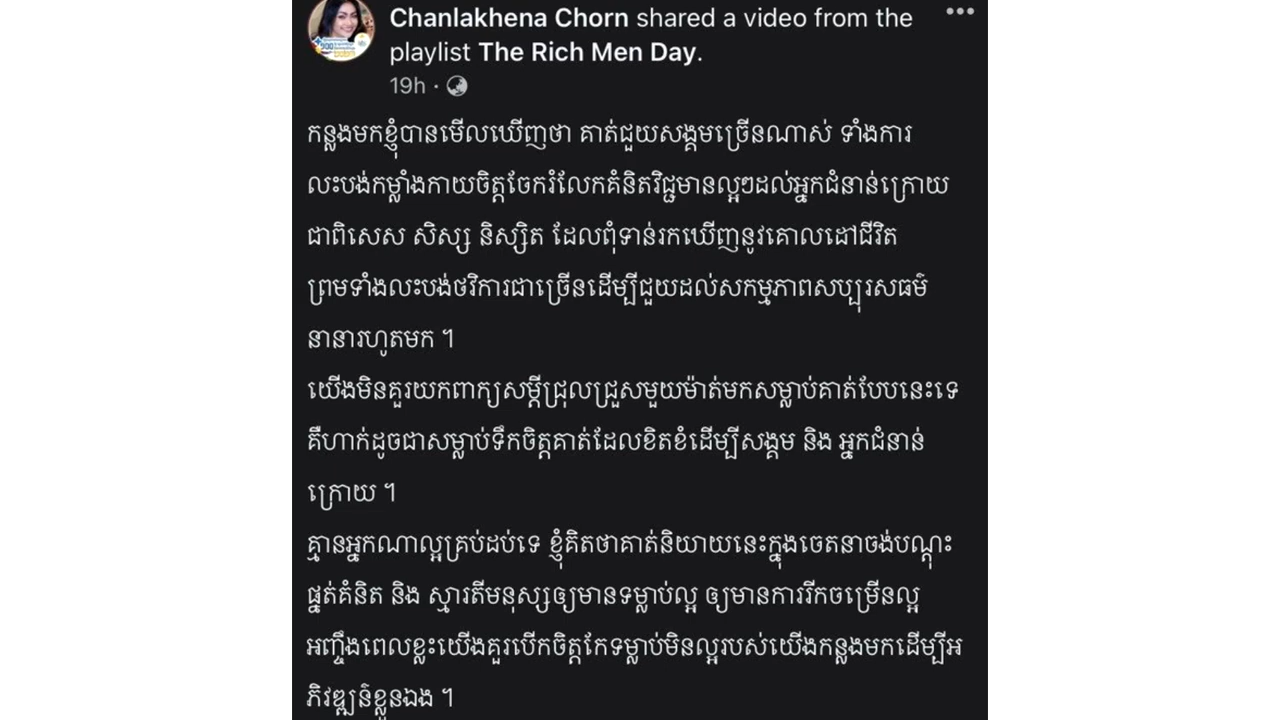 Chanlakhena Chorn shared a video from the
playlist The Rich Men Day.
19h ·
កន្លងមកខ្ញុំបានមើលឃើញថា គាត់ជួយសង្គមច្រើនណាស់ ទាំងការ
លះបង់កម្លាំងកាយចិត្តចែករំលែកគំនិតវិជ្ជមានល្អៗដល់អ្នកជំនាន់ក្រោយ
ជាពិសេស សិស្ស និស្សិត ដែលពុំទាន់រកឃើញនូវគោលដៅជីវិត
ព្រមទាំងលះបង់ថវិការជាច្រើនដើម្បីជួយដល់សកម្មភាពសប្បុរសធម៌
នានារហូតមក ។
យើងមិនគួរយកពាក្យសម្ដីជ្រុលជ្រួសមួយម៉ាត់មកសម្លាប់គាត់បែបនេះទេ
គឺហាក់ដូចជាសម្លាប់ទឹកចិត្តគាត់ដែលខិតខំដើម្បីសង្គម និង អ្នកជំនាន់
ក្រោយ ។
គ្មានអ្នកណាល្អគ្រប់ដប់ទេ ខ្ញុំគិតថាគាត់និយាយនេះក្នុងចេតនាចង់បណ្ដុះ
ផ្នត់គំនិត និង ស្មារតីមនុស្សឲ្យមានទម្លាប់ល្អ ឲ្យមានការរីកចម្រើនល្អ
អញ្ចឹងពេលខ្លះយើងគួរបើកចិត្តកែទម្លាប់មិនល្អរបស់យើងកន្លងមកដើម្បីអ
ភិវឌ្ឍន៌ខ្លួនឯង ។